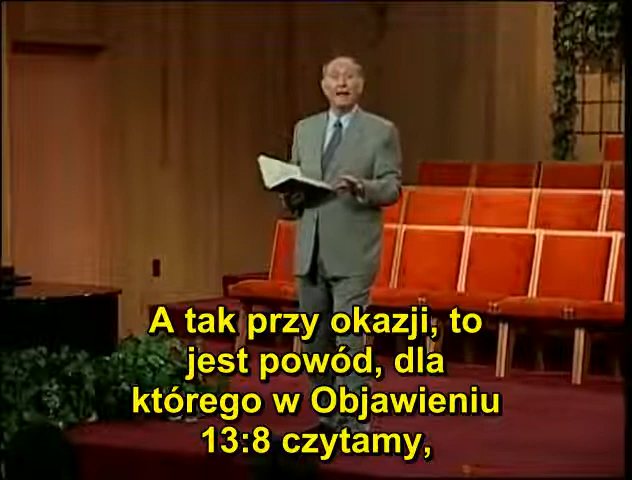 A tak przy okazji, to
jest powód, dla
którego w Objawieniu
13:8 czytamy,